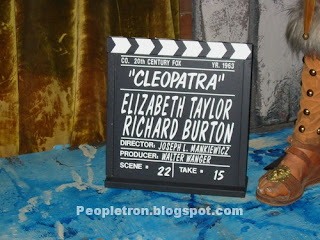 CO. 20th CENTURY FOX YR. 1963
"CLEOPATRA"
ELIZABETH TAYLOR
RICHARD BURTON
DIRECTOR: JOSEPH L. MANKIEWICZ
PRODUCER: WALTER WANGER
SCENE # 22 TAKE # 15
Peopletron.blogspot.com